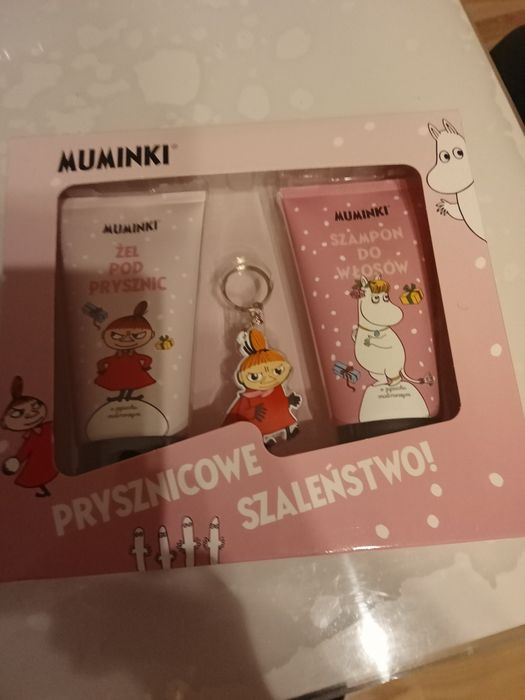 MUMINKI®
MUMINKI
ŻEL
POD
PRYSZNIC
MUMINKI
SZAMPON
DO
WŁOSÓW
PRYSZNICOWE
SZALEŃSTWO!